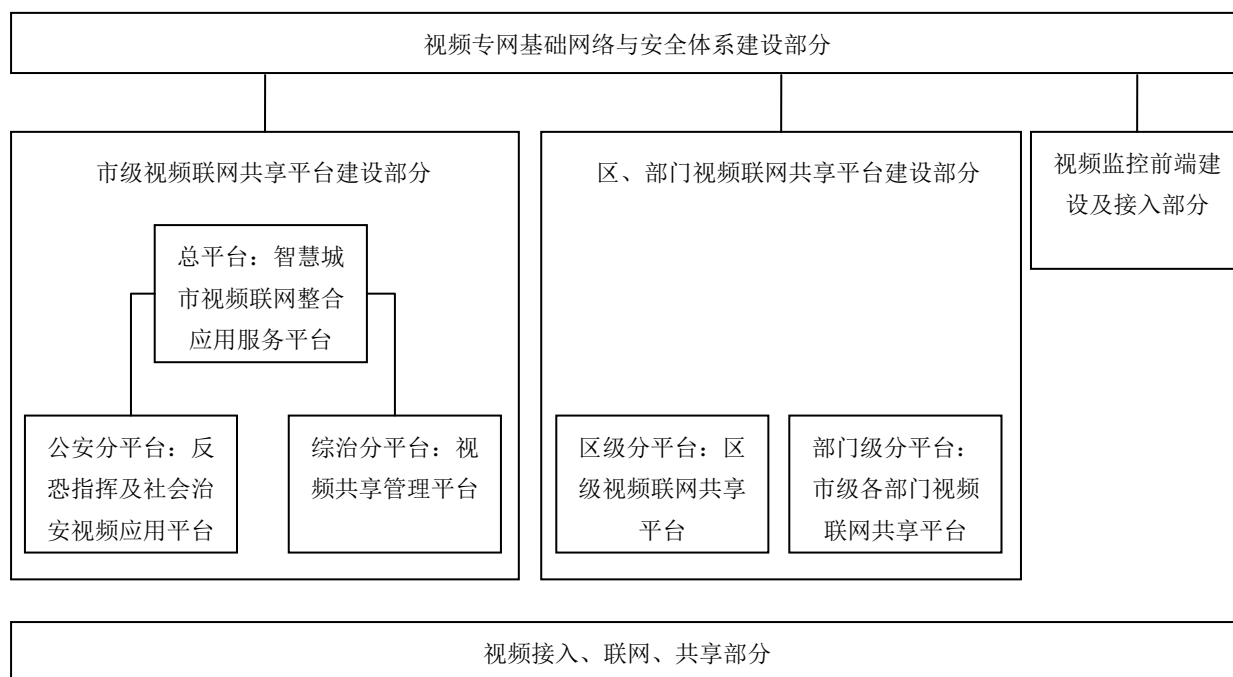 视频专网基础网络与安全体系建设部分
市级视频联网共享平台建设部分
总平台：智慧城
市视频联网整合
应用服务平台
公安分平台：反
恐指挥及社会治
安视频应用平台
综治分平台：视
频共享管理平台
区、部门视频联网共享平台建设部分
区级分平台：区
级视频联网共享
平台
部门级分平台：
市级各部门视频
联网共享平台
视频监控前端建
设及接入部分
视频接入、联网、共享部分